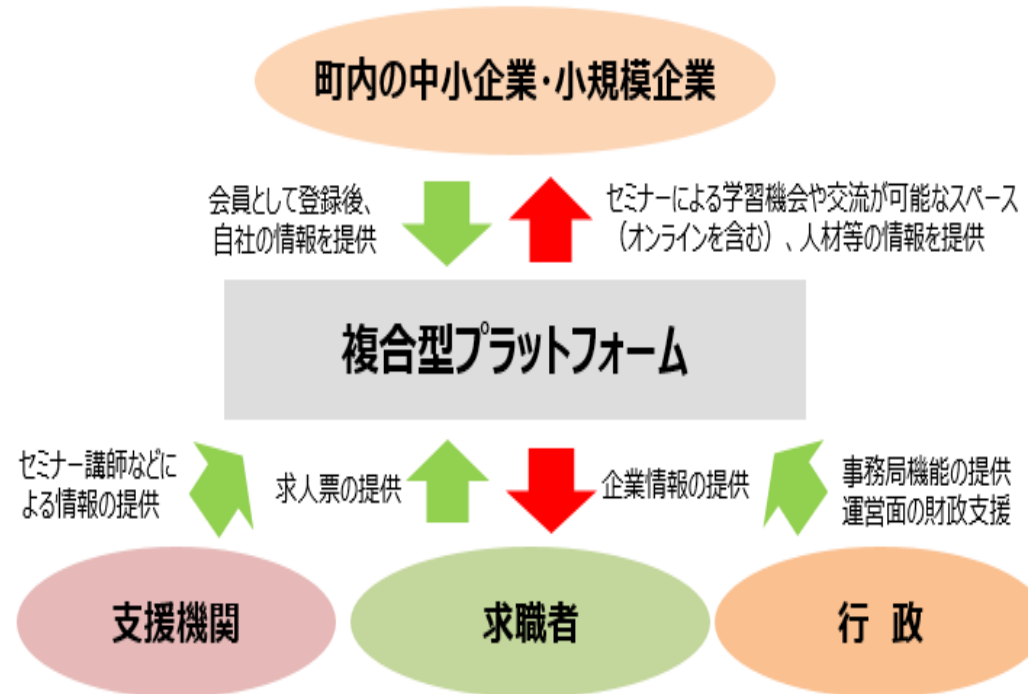 町内の中小企業・小規模企業
会員として登録後、
自社の情報を提供
セミナーによる学習機会や交流が可能なスペース
（オンラインを含む）、人材等の情報を提供
複合型プラットフォーム
セミナー講師などに
よる情報の提供
求人票の提供
企業情報の提供
事務局機能の提供
運営面の財政支援
支援機関
求職者
行 政